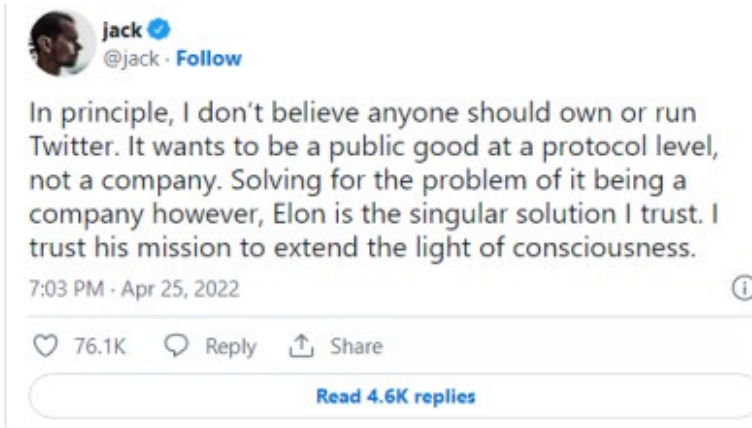 jack
@jack · Follow
In principle, I don't believe anyone should own or run
Twitter. It wants to be a public good at a protocol level,
not a company. Solving for the problem of it being a
company however, Elon is the singular solution I trust. I
trust his mission to extend the light of consciousness.
7:03 PM · Apr 25, 2022
76.1K Reply Share
Read 4.6K replies